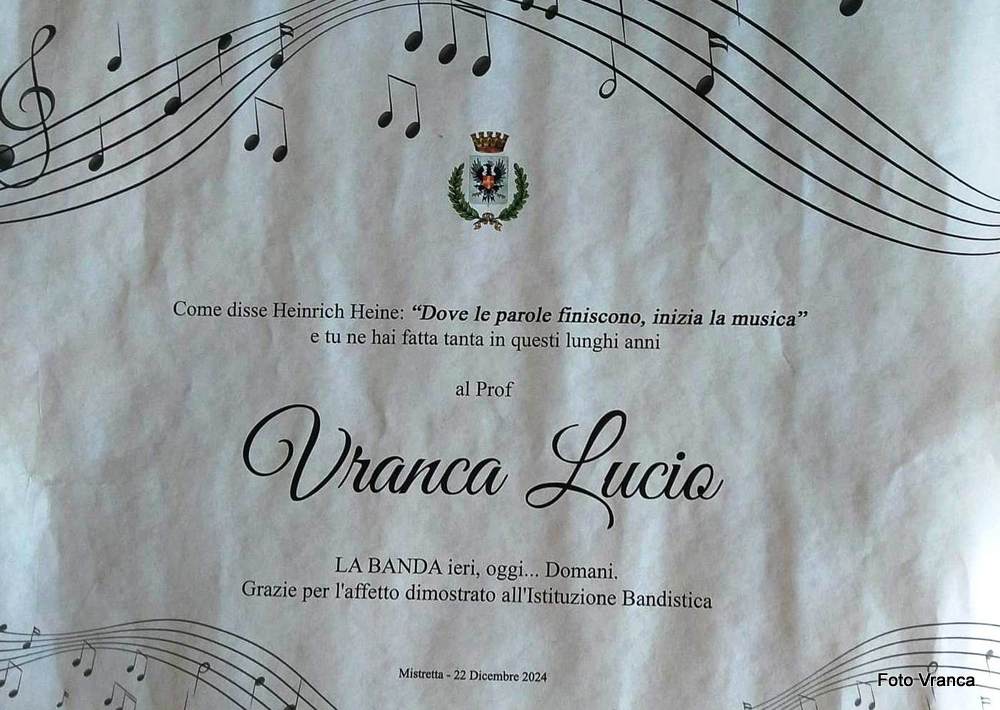 Come disse Heinrich Heine: “Dove le parole finiscono, inizia la musica”
e tu ne hai fatta tanta in questi lunghi anni
al Prof
Vranca Lucio
LA BANDA ieri, oggi... Domani.
Grazie per l'affetto dimostrato all'Istituzione Bandistica
Mistretta - 22 Dicembre 2024
Foto Vranca